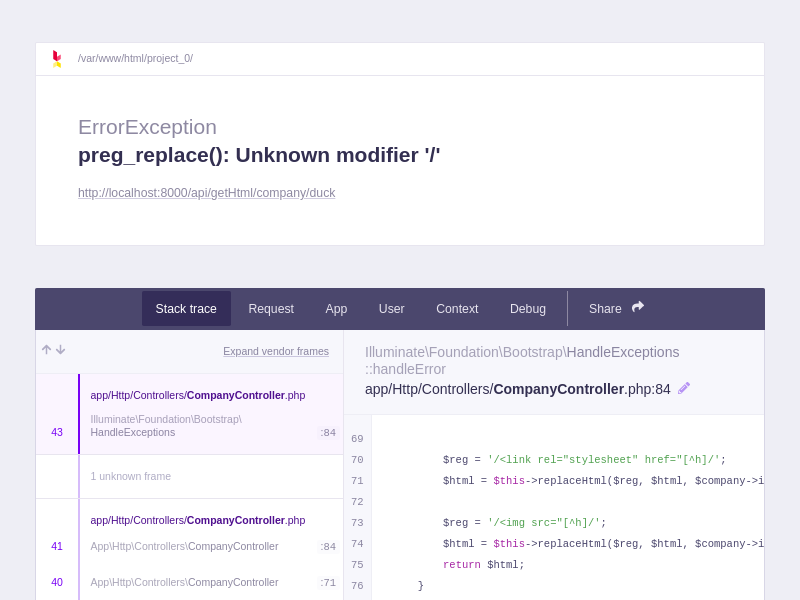 /var/www/html/project_0/
ErrorException
preg_replace(): Unknown modifier '/'
http://localhost:8000/api/getHtml/company/duck
Stack trace Request App User Context Debug Share
Expand vendor frames
app/Http/Controllers/CompanyController.php
Illuminate\Foundation\Bootstrap\
43 HandleExceptions :84
1 unknown frame
app/Http/Controllers/CompanyController.php
41 App\Http\Controllers\CompanyController :84
40 App\Http\Controllers\CompanyController :71
Illuminate\Foundation\Bootstrap\HandleExceptions
::handleError
app/Http/Controllers/CompanyController.php:84
69
70 $reg = '/<link rel="stylesheet" href="[^h]/';
71 $html = $this->replaceHtml($reg, $html, $company->i
72
73 $reg = '/<img src="[^h]/';
74 $html = $this->replaceHtml($reg, $html, $company->i
75 return $html;
76 }